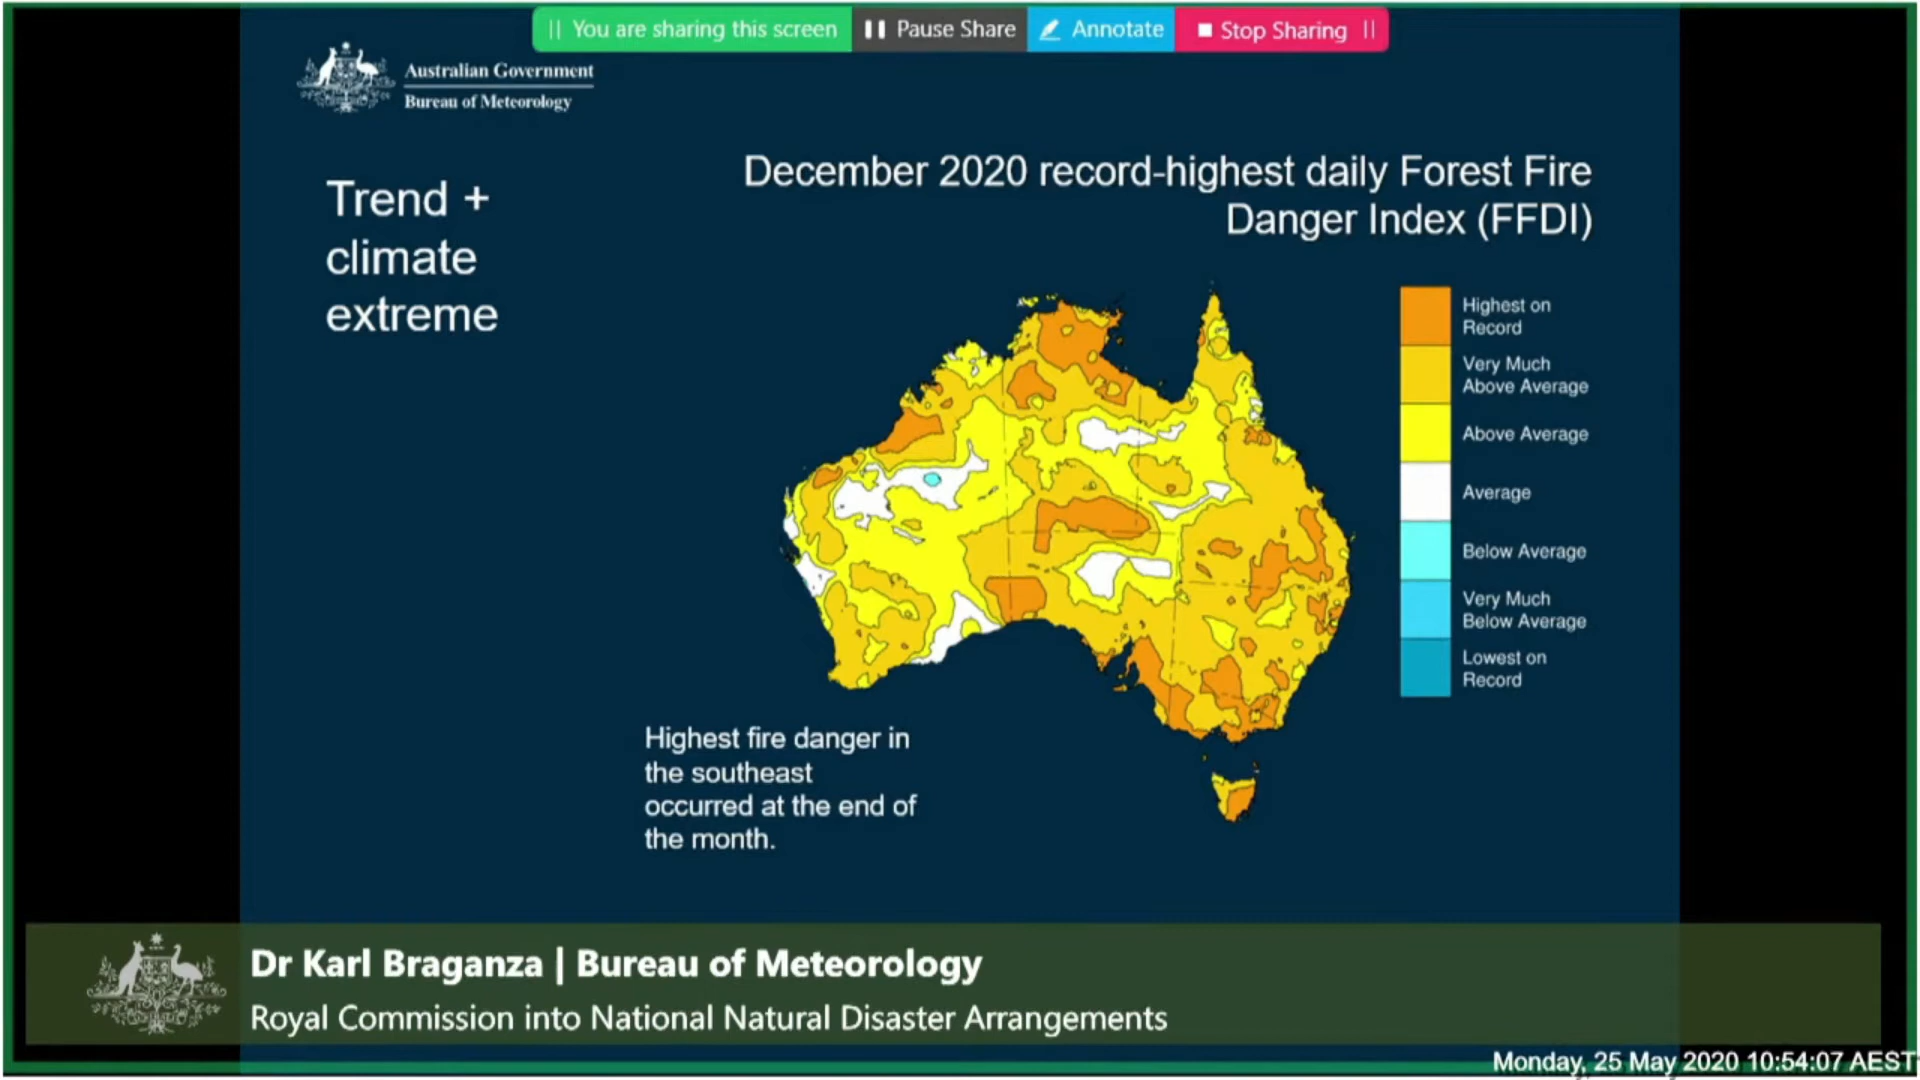 You are sharing this screen
Pause Share
Annotate
Stop Sharing
Australian Government
Bureau of Meteorology
Trend +
climate
extreme
December 2020 record-highest daily Forest Fire
Danger Index (FFDI)
Highest on
Record
Very Much
Above Average
Above Average
Average
Below Average
Very Much
Below Average
Lowest on
Record
Highest fire danger in
the southeast
occurred at the end of
the month.
Dr Karl Braganza | Bureau of Meteorology
Royal Commission into National Natural Disaster Arrangements
Monday, 25 May 2020 10:54:07 AEST